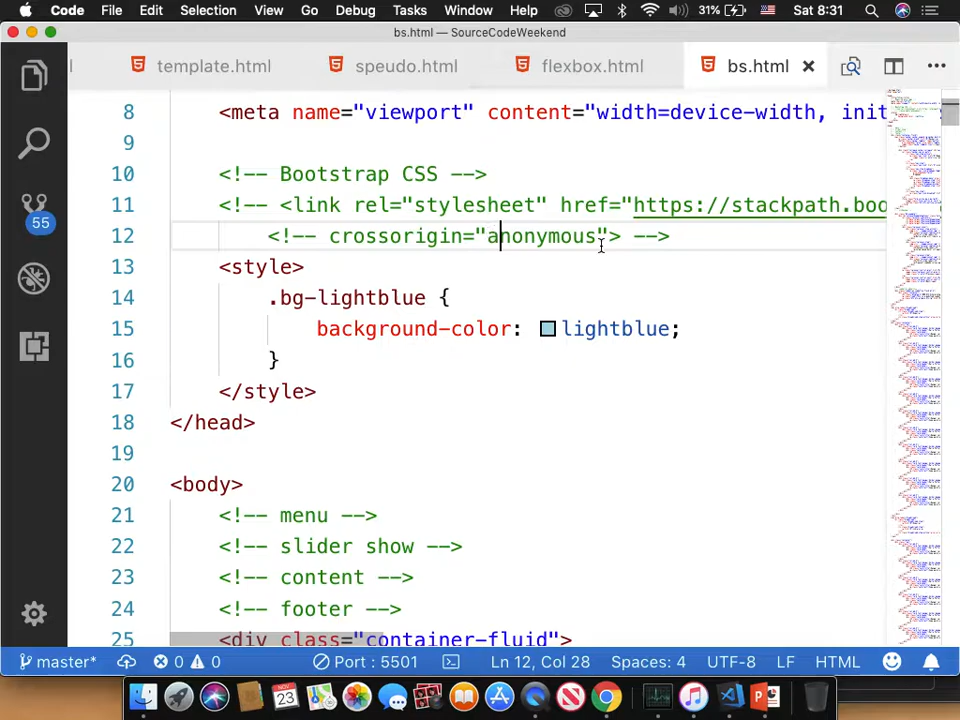 Code File Edit Selection View Go Debug Tasks Window Help 31% Sat 8:31
bs.html — SourceCodeWeekend
template.html speudo.html flexbox.html bs.html
8 <meta name="viewport" content="width=device-width, init
9
10 <!-- Bootstrap CSS -->
11 <!-- <link rel="stylesheet" href="https://stackpath.boo
12 <!-- crossorigin="anonymous"> -->
13 <style>
14 .bg-lightblue {
15 background-color: lightblue;
16 }
17 </style>
18 </head>
19
20 <body>
21 <!-- menu -->
22 <!-- slider show -->
23 <!-- content -->
24 <!-- footer -->
25 <div class="container-fluid">
55
master* 0 0 Port : 5501 Ln 12, Col 28 Spaces: 4 UTF-8 LF HTML
NOV
23